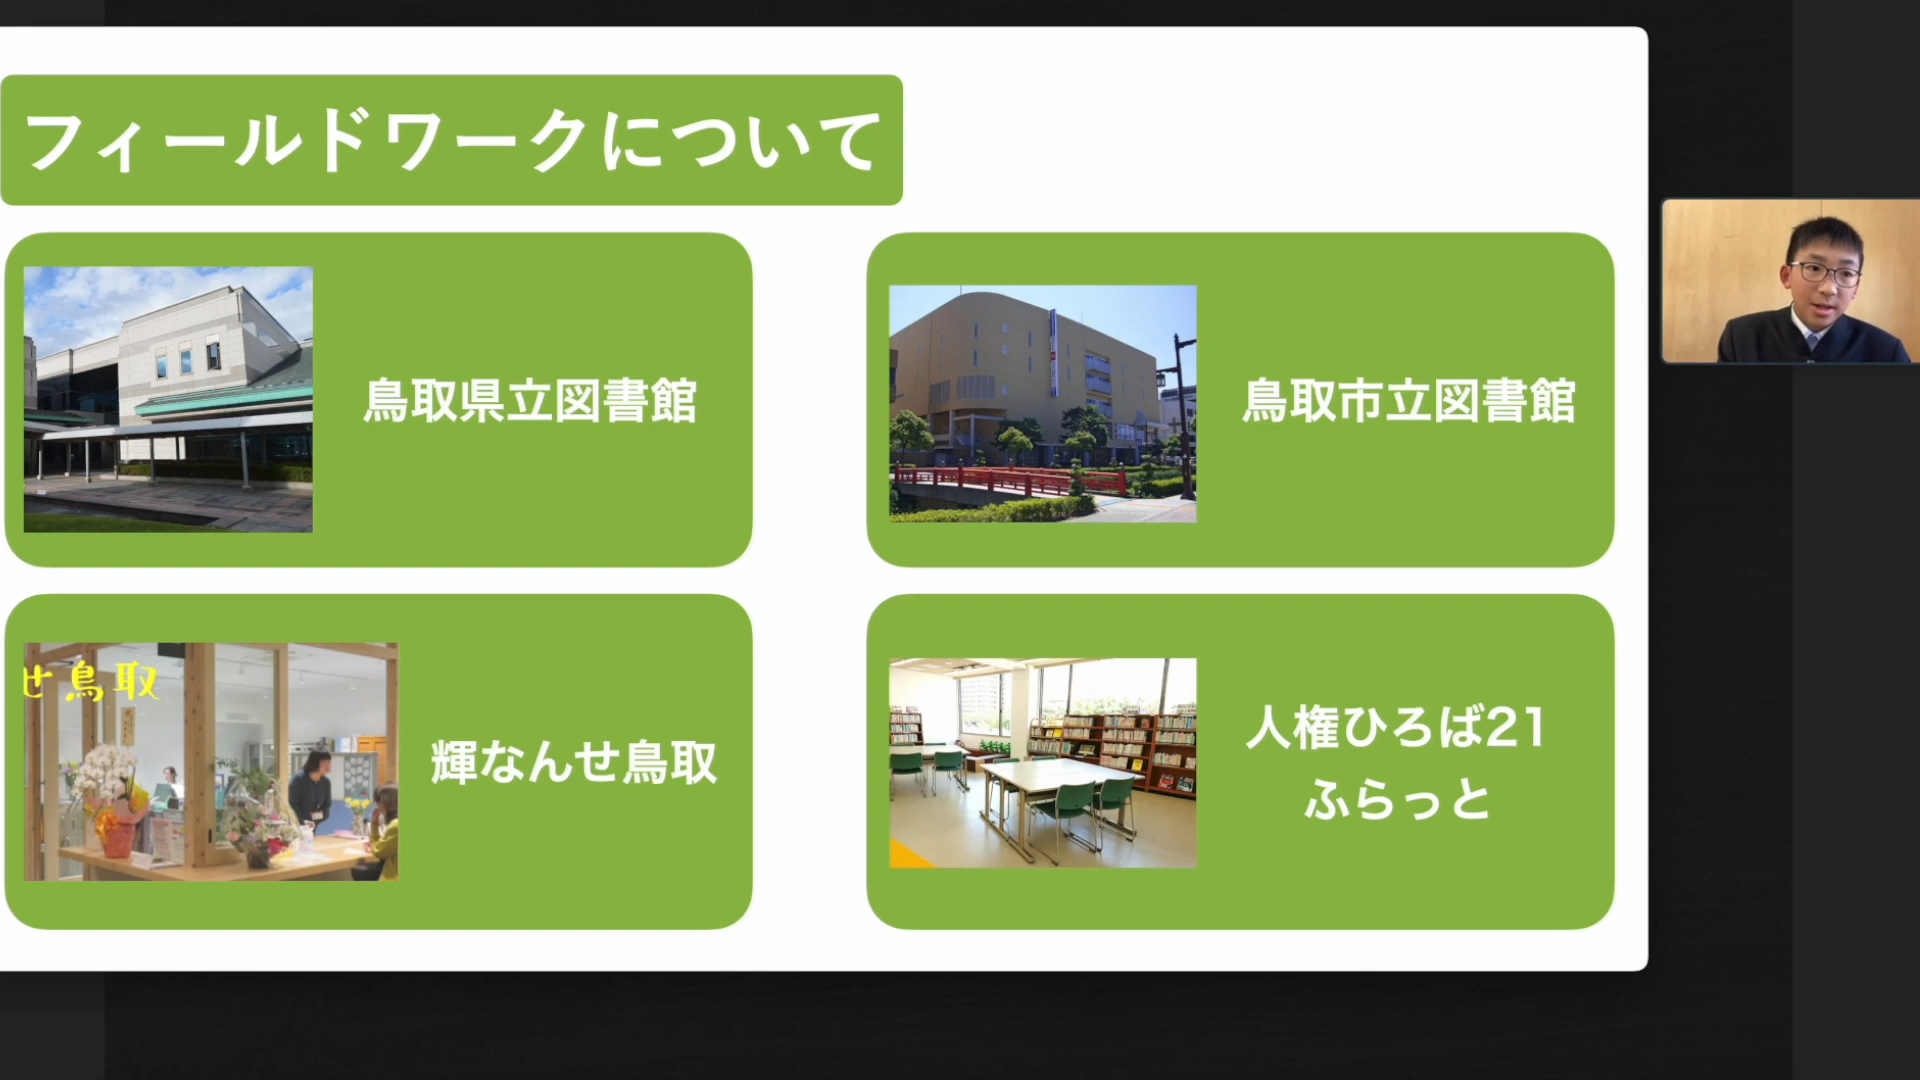 フィールドワークについて
鳥取県立図書館
鳥取市立図書館
せ鳥取
輝なんせ鳥取
人権ひろば21
ふらっと